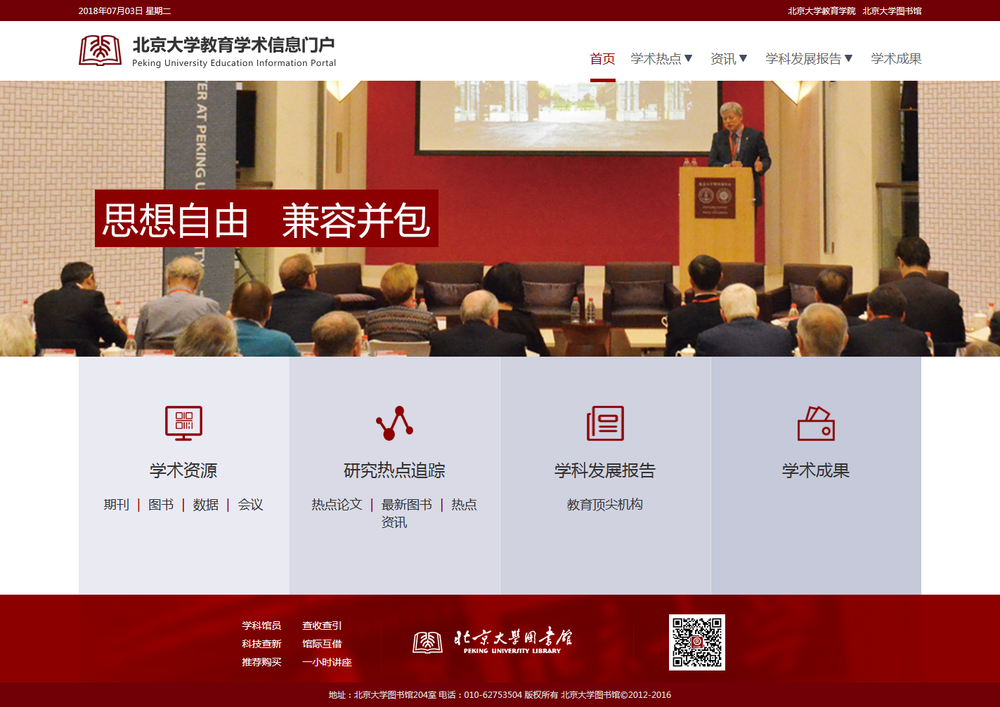 2018年07月03日 星期二
北京大学教育学院 北京大学图书馆
北京大学教育学术信息门户
Peking University Education Information Portal
首页 学术热点▼ 资讯▼ 学科发展报告▼ 学术成果
TER AT PEKING U
ITY
思想自由 兼容并包
学术资源
期刊 | 图书 | 数据 | 会议
研究热点追踪
热点论文 | 最新图书 | 热点
资讯
学科发展报告
教育顶尖机构
学术成果
学科馆员 查收查引
科技查新 馆际互借
推荐购买 一小时讲座
北京大学图书馆
PEKING UNIVERSITY LIBRARY
地址：北京大学图书馆204室 电话：010-62753504 版权所有 北京大学图书馆©2012-2016